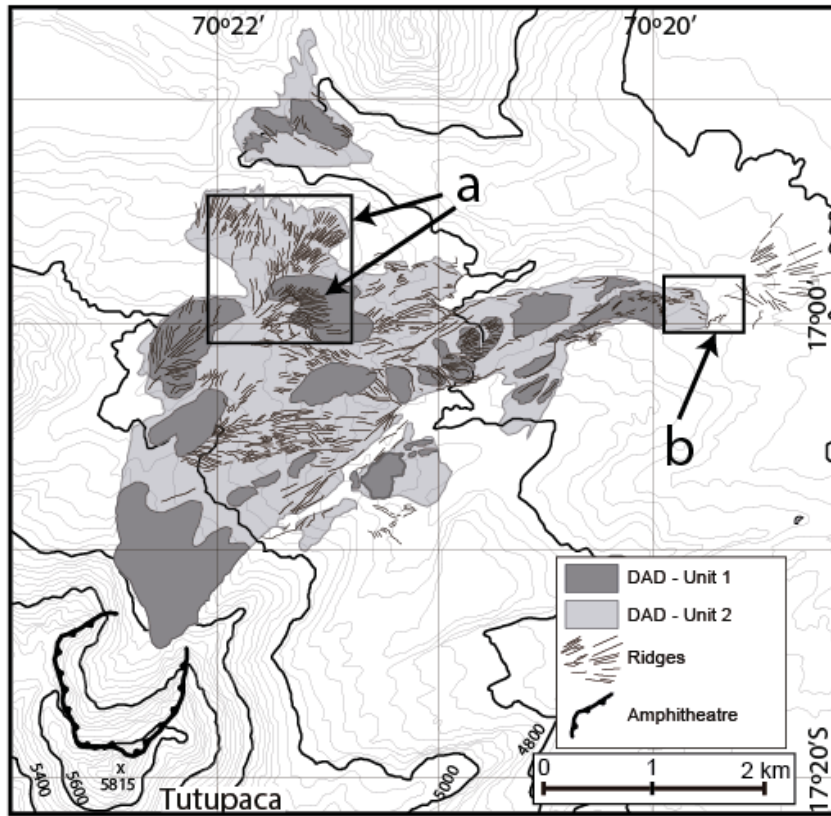 70º22'
70º20'
a
17º00'
b
DAD - Unit 1
DAD - Unit 2
Ridges
Amphitheatre
5400
5600
x
5815
Tutupaca
5000
4800
0 1 2 km
17º20'S